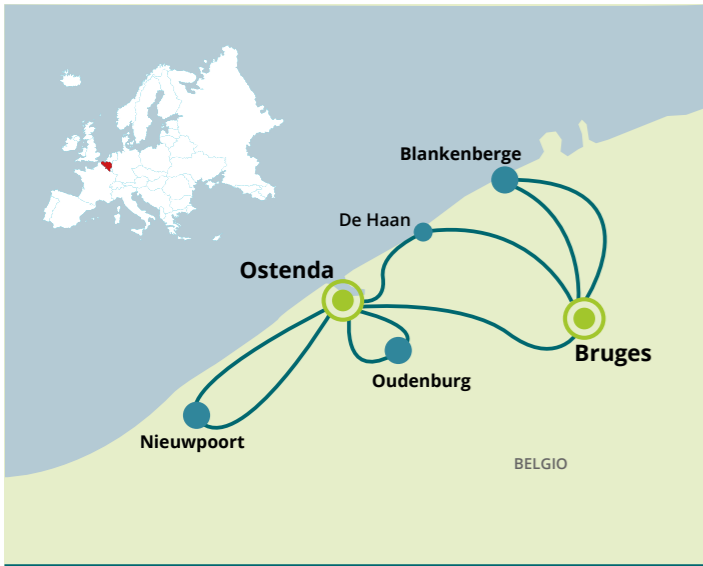 Blankenberge
De Haan
Ostenda
Bruges
Oudenburg
Nieuwpoort
BELGIO